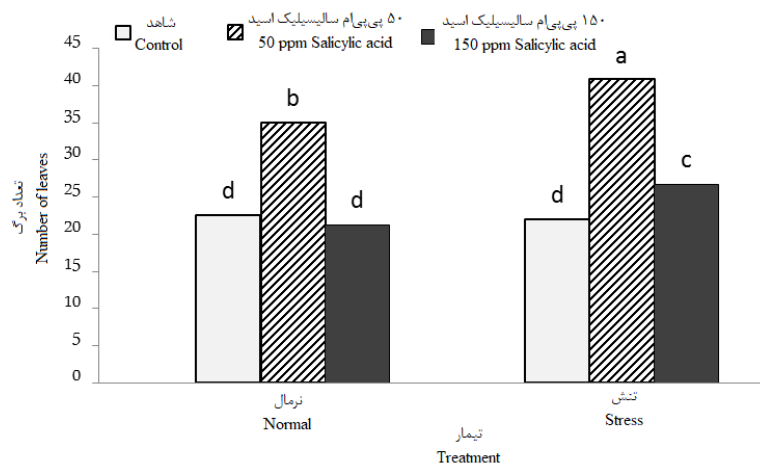 شاهد
Control
۵۰ پی‌پی‌ام سالیسیلیک اسید
50 ppm Salicylic acid
۱۵۰ پی‌پی‌ام سالیسیلیک اسید
150 ppm Salicylic acid
تعداد برگ
Number of leaves
45
40
35
30
25
20
15
10
5
0
d
b
d
d
a
c
نرمال
Normal
تنش
Stress
تیمار
Treatment